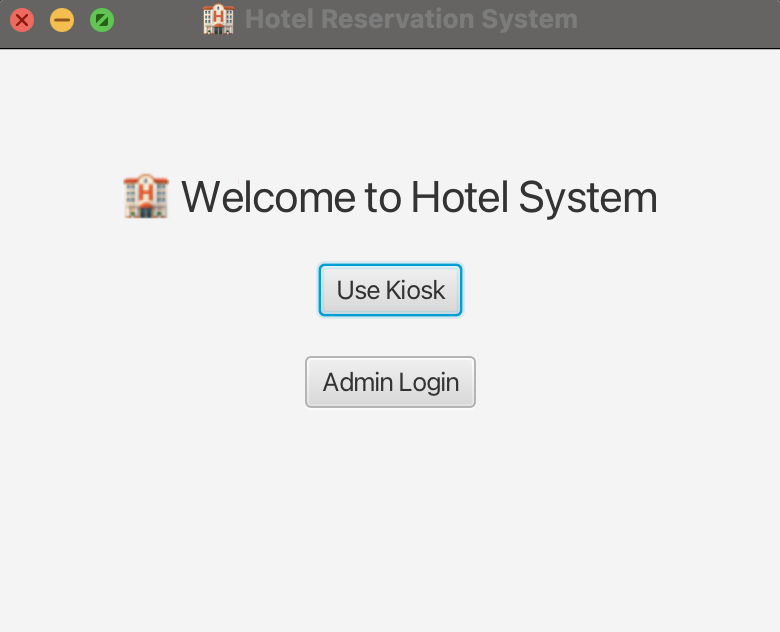 🏨 Hotel Reservation System
🏨 Welcome to Hotel System
Use Kiosk
Admin Login